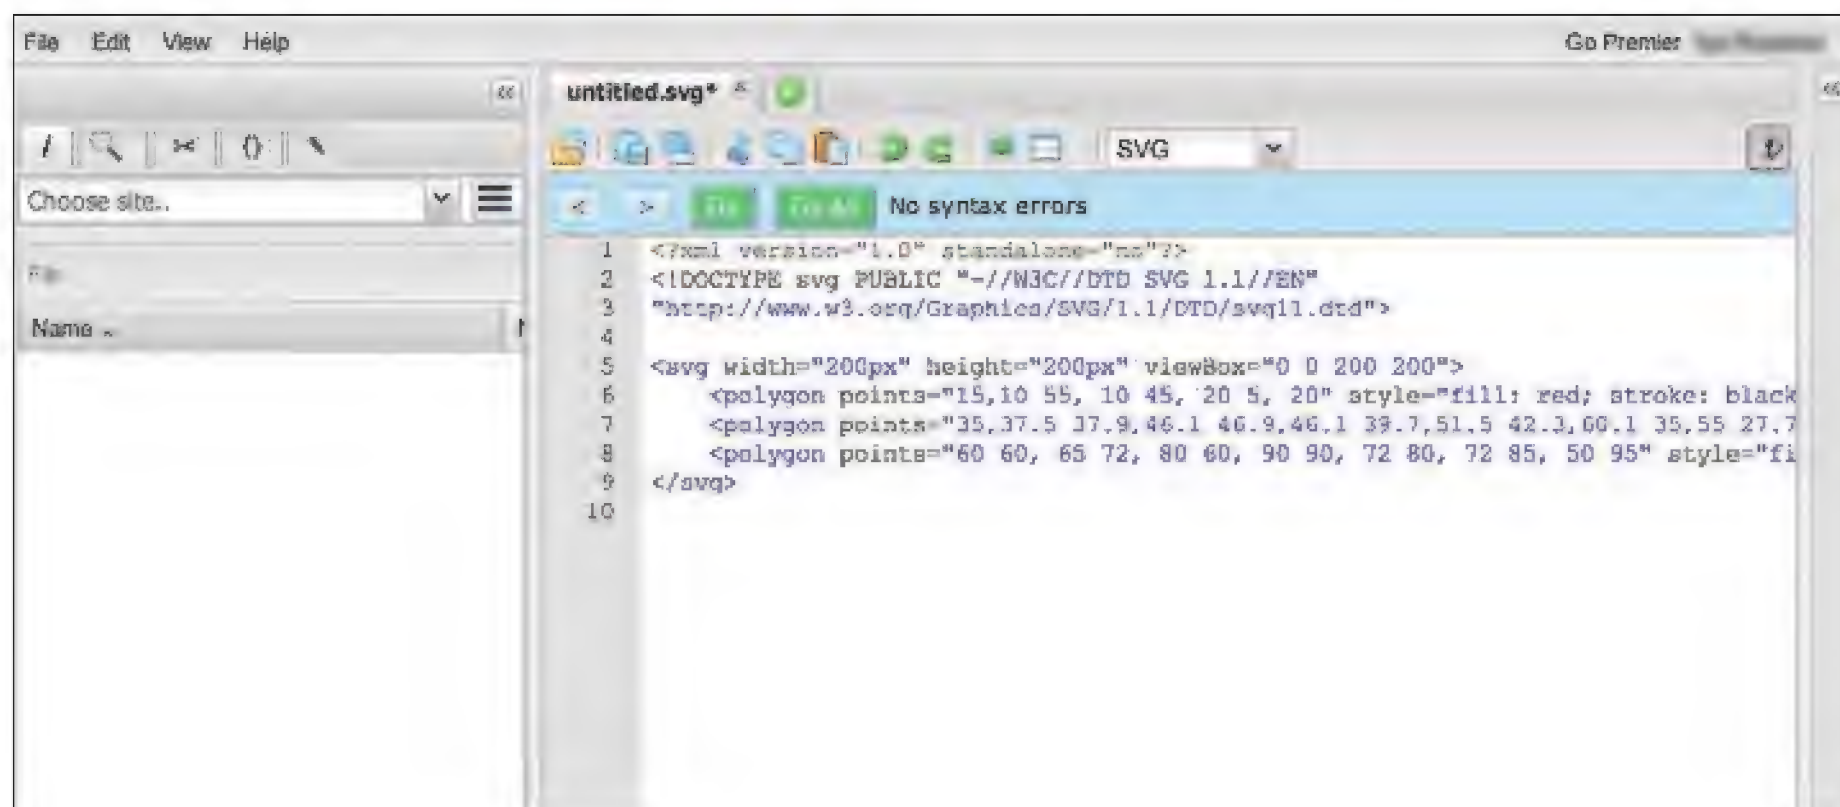 File Edit View Help
Go Premier
untitled.svg*
SVG
Choose site..
No syntax errors
File
Name
1 <?xml version="1.0" standalone="no"?>
2 <!DOCTYPE svg PUBLIC "-//W3C//DTD SVG 1.1//EN"
3 "http://www.w3.org/Graphics/SVG/1.1/DTD/svg11.dtd">
4
5 <svg width="200px" height="200px" viewBox="0 0 200 200">
6 <polygon points="15,10 55, 10 45, 20 5, 20" style="fill: red; stroke: black
7 <polygon points="35,37.5 37.9,46.1 46.9,46.1 39.7,51.5 42.3,60.1 35,55 27.7
8 <polygon points="60 60, 65 72, 80 60, 90 90, 72 80, 72 85, 50 95" style="fi
9 </svg>
10